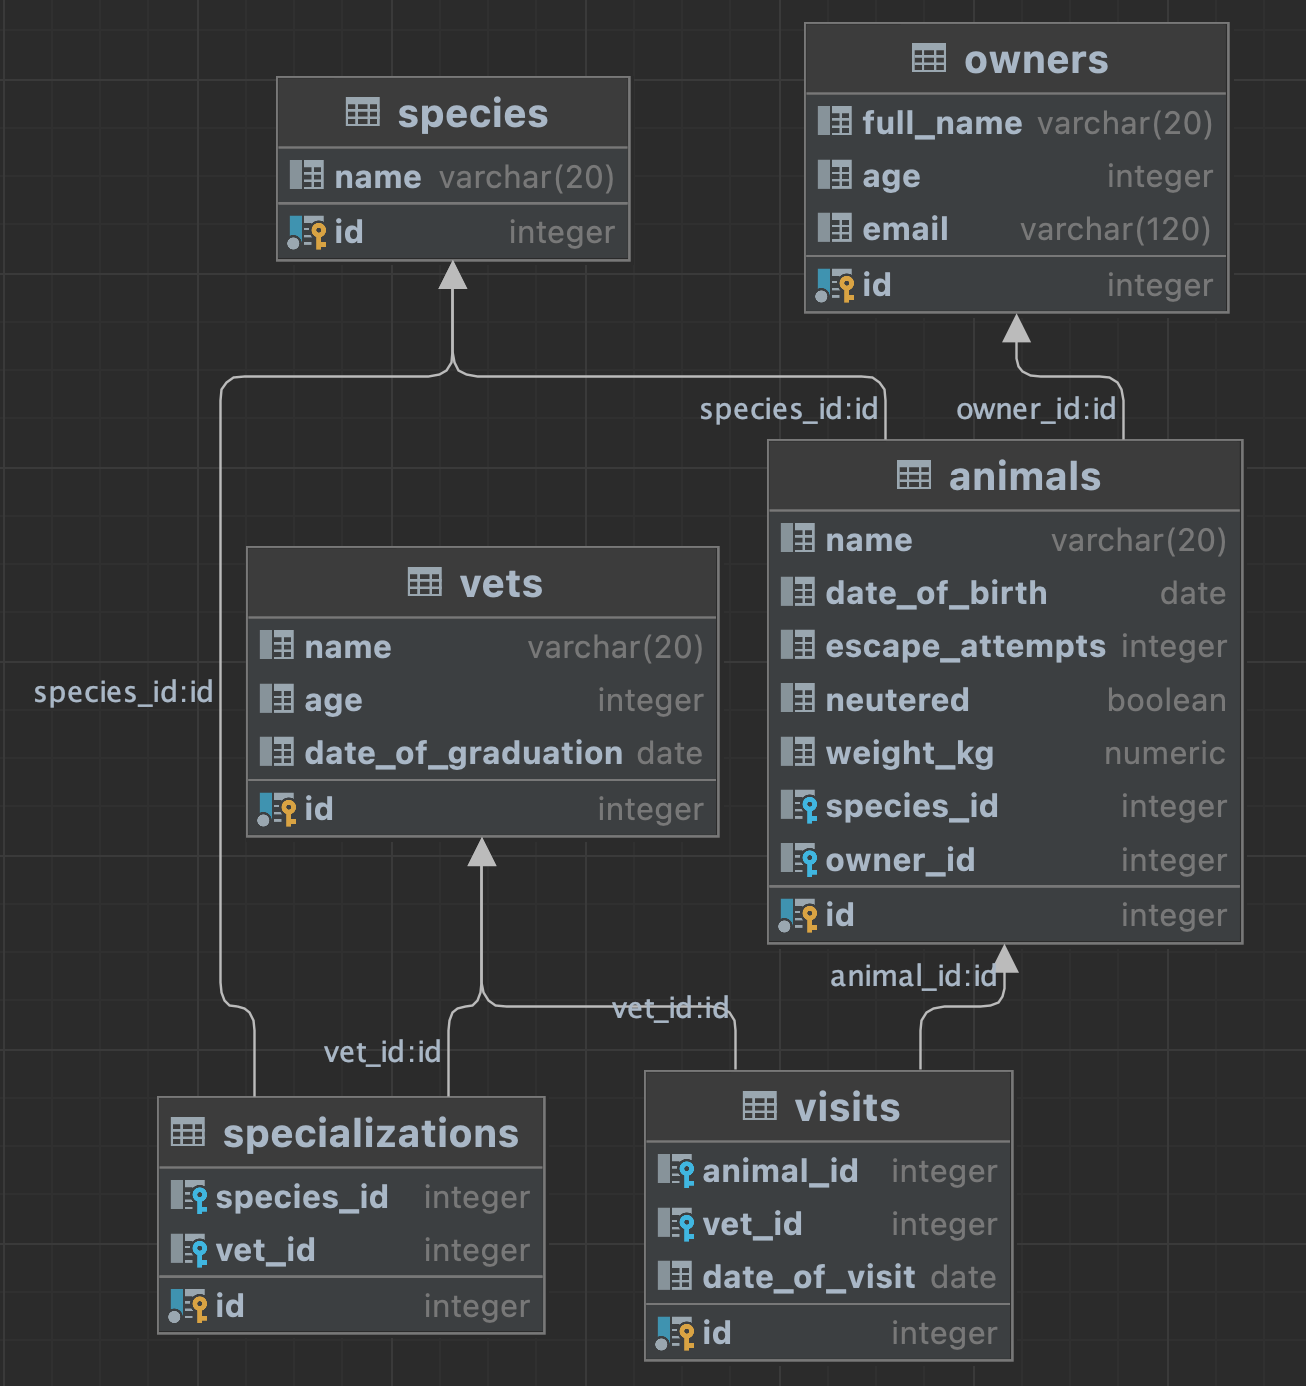 species
name varchar(20)
id integer
owners
full_name varchar(20)
age integer
email varchar(120)
id integer
species_id:id
owner_id:id
animals
name varchar(20)
date_of_birth date
escape_attempts integer
neutered boolean
weight_kg numeric
species_id integer
owner_id integer
id integer
vets
name varchar(20)
age integer
date_of_graduation date
id integer
species_id:id
animal_id:id
vet_id:id
vet_id:id
specializations
species_id integer
vet_id integer
id integer
visits
animal_id integer
vet_id integer
date_of_visit date
id integer